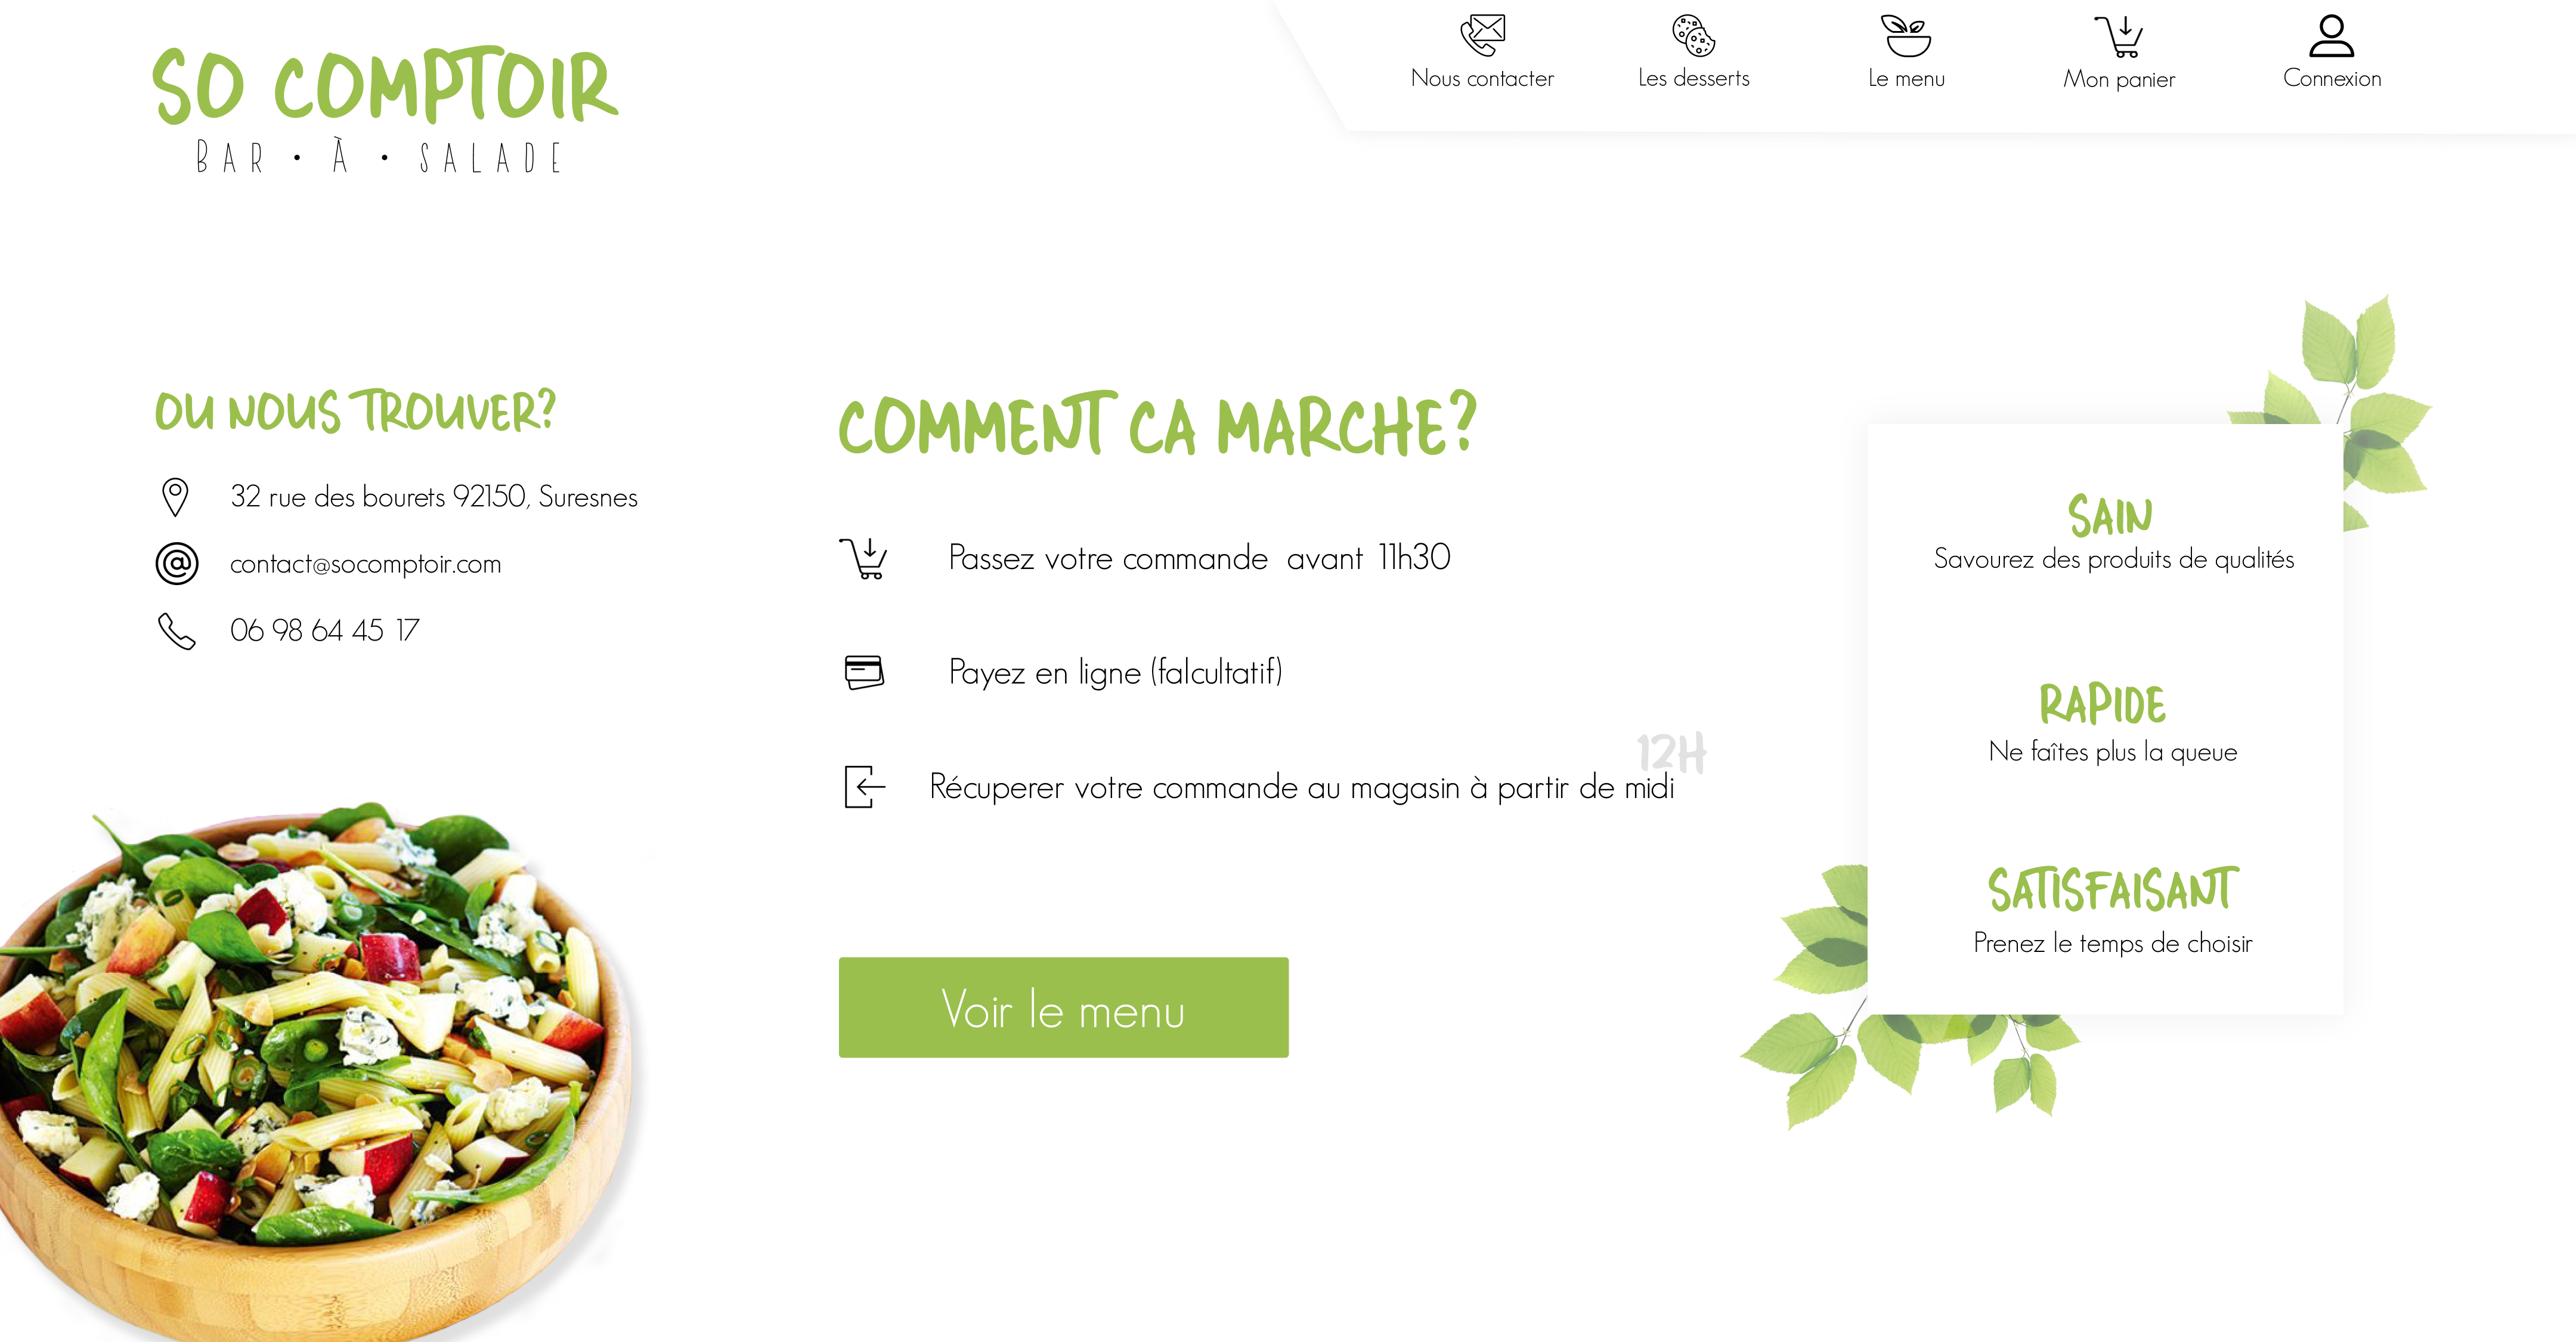 SO COMPTOIR
BAR • À • SALADE
Nous contacter
Les desserts
Le menu
Mon panier
Connexion
OU NOUS TROUVER?
32 rue des bourets 92150, Suresnes
contact@socomptoir.com
06 98 64 45 17
COMMENT CA MARCHE?
Passez votre commande avant 11h30
Payez en ligne (falcultatif)
12H
Récuperer votre commande au magasin à partir de midi
Voir le menu
SAIN
Savourez des produits de qualités
RAPIDE
Ne faîtes plus la queue
SATISFAISANT
Prenez le temps de choisir